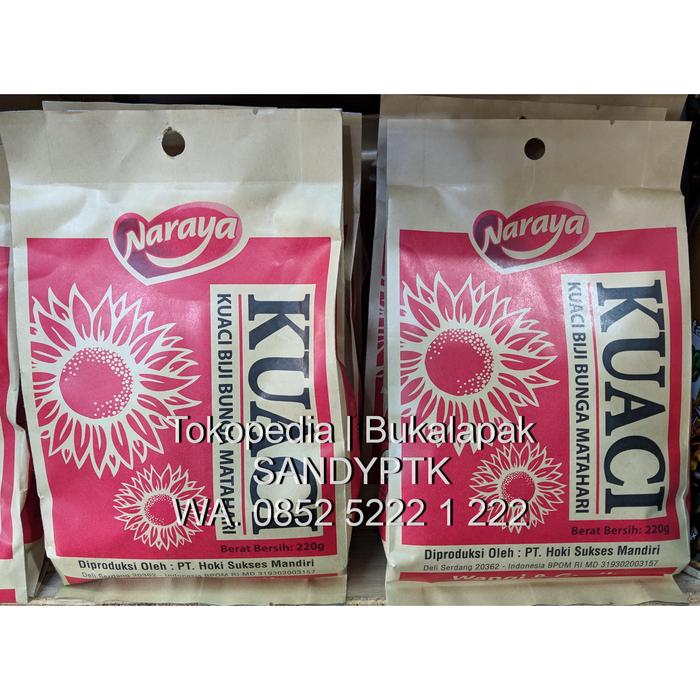 Naraya
KUACI
KUACI BIJI BUNGA MATAHARI
Berat Bersih: 220g
Diproduksi Oleh : PT. Hoki Sukses Mandiri
Deli Serdang 20362 - Indonesia BPOM RI MD 319302003157
Naraya
KUACI
KUACI BIJI BUNGA MATAHARI
Berat Bersih: 220g
Diproduksi Oleh : PT. Hoki Sukses Mandiri
Deli Serdang 20362 - Indonesia BPOM RI MD 319302003157
Tokopedia | Bukalapak
SANDYPTK
WA. 0852 5222 1 222